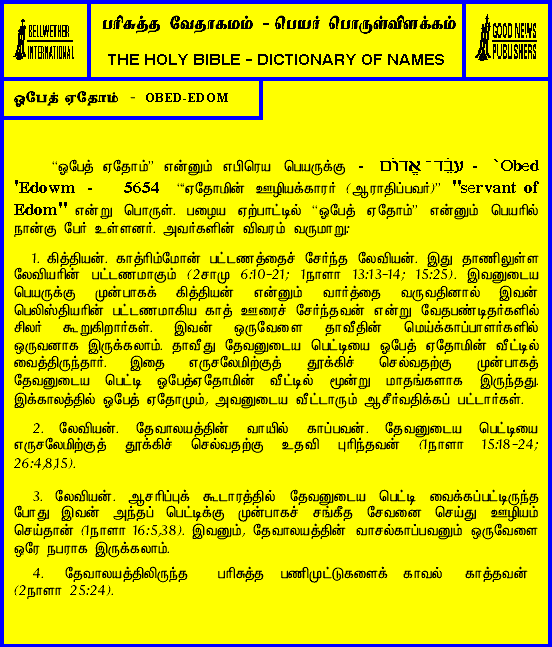 BELLWETHER
INTERNATIONAL
பரிசுத்த வேதாகமம் - பெயர் பொருள்விளக்கம்
THE HOLY BIBLE - DICTIONARY OF NAMES
GOOD NEWS
PUBLISHERS
ஓபேத் ஏதோம் - OBED-EDOM
“ஓபேத் ஏதோம்” என்னும் எபிரெய பெயருக்கு - עֹבֵד אֱדוֹם - `Obed
'Edowm - 5654 “ஏதோமின் ஊழியக்காரர் (ஆராதிப்பவர்)” "servant of
Edom" என்று பொருள். பழைய ஏற்பாட்டில் “ஓபேத் ஏதோம்” என்னும் பெயரில்
நான்கு பேர் உள்ளனர். அவர்களின் விவரம் வருமாறு:
1. கித்தியன். காத்ரிம்மோன் பட்டணத்தைச் சேர்ந்த லேவியன். இது தாணிலுள்ள
லேவியரின் பட்டணமாகும் (2சாமு 6:10-21; 1நாளா 13:13-14; 15:25). இவனுடைய
பெயருக்கு முன்பாகக் கித்தியன் என்னும் வார்த்தை வருவதினால் இவன்
பெலிஸ்தியரின் பட்டணமாகிய காத் ஊரைச் சேர்ந்தவன் என்று வேதபண்டிதர்களில்
சிலர் கூறுகிறார்கள். இவன் ஒருவேளை தாவீதின் மெய்க்காப்பாளர்களில்
ஒருவனாக இருக்கலாம். தாவீது தேவனுடைய பெட்டியை ஓபேத் ஏதோமின் வீட்டில்
வைத்திருந்தார். இதை எருசலேமிற்குத் தூக்கிச் செல்வதற்கு முன்பாகத்
தேவனுடைய பெட்டி ஓபேத்ஏதோமின் வீட்டில் மூன்று மாதங்களாக இருந்தது.
இக்காலத்தில் ஓபேத் ஏதோமும், அவனுடைய வீட்டாரும் ஆசீர்வதிக்கப் பட்டார்கள்.
2. லேவியன். தேவாலயத்தின் வாயில் காப்பவன். தேவனுடைய பெட்டியை
எருசலேமிற்குத் தூக்கிச் செல்வதற்கு உதவி புரிந்தவன் (1நாளா 15:18-24;
26:4,8,15).
3. லேவியன். ஆசரிப்புக் கூடாரத்தில் தேவனுடைய பெட்டி வைக்கப்பட்டிருந்த
போது இவன் அந்தப் பெட்டிக்கு முன்பாகச் சங்கீத சேவனை செய்து ஊழியம்
செய்தான் (1நாளா 16:5,38). இவனும், தேவாலயத்தின் வாசல்காப்பவனும் ஒருவேளை
ஒரே நபராக இருக்கலாம்.
4. தேவாலயத்திலிருந்த பரிசுத்த பணிமுட்டுகளைக் காவல் காத்தவன்
(2நாளா 25:24).